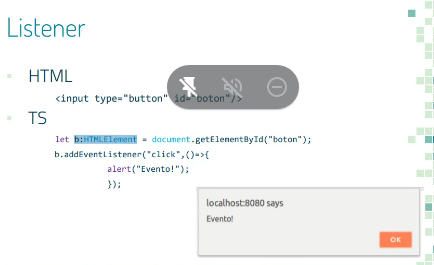 Listener
HTML
<input type="button" id="boton"/>
TS
let b:HTMLElement = document.getElementById("boton");
b.addEventListener("click",()=>{
alert("Evento!");
});
localhost:8080 says
Evento!
OK